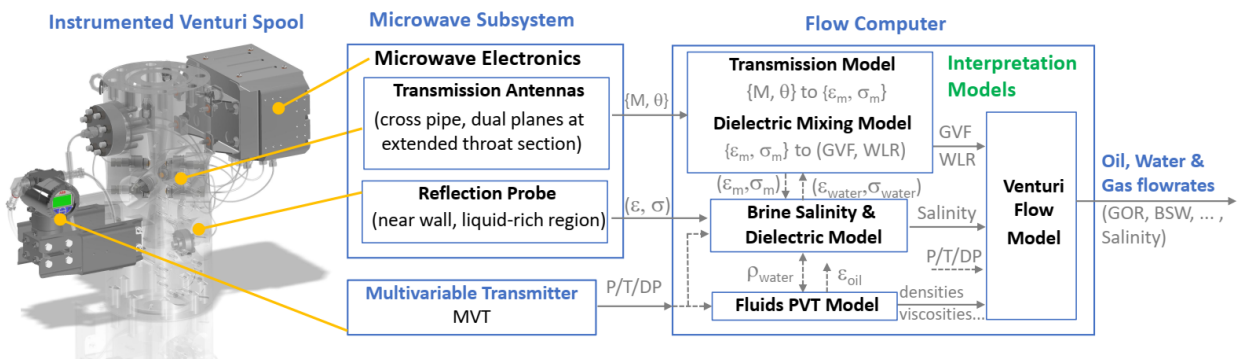 Instrumented Venturi Spool
Microwave Subsystem
Flow Computer
Microwave Electronics
Transmission Antennas
(cross pipe, dual planes at
extended throat section)
Reflection Probe
(near wall, liquid-rich region)
Multivariable Transmitter
MVT
{M, θ}
(ε, σ)
P/T/DP
Transmission Model
{M, θ} to {εm, σm}
Dielectric Mixing Model
{εm, σm} to (GVF, WLR)
Interpretation
Models
(εm,σm)
(εwater,σwater)
Brine Salinity &
Dielectric Model
ρwater
εoil
Fluids PVT Model
GVF
WLR
Salinity
P/T/DP
densities
viscosities...
Venturi
Flow
Model
Oil, Water &
Gas flowrates
(GOR, BSW, ... ,
Salinity)